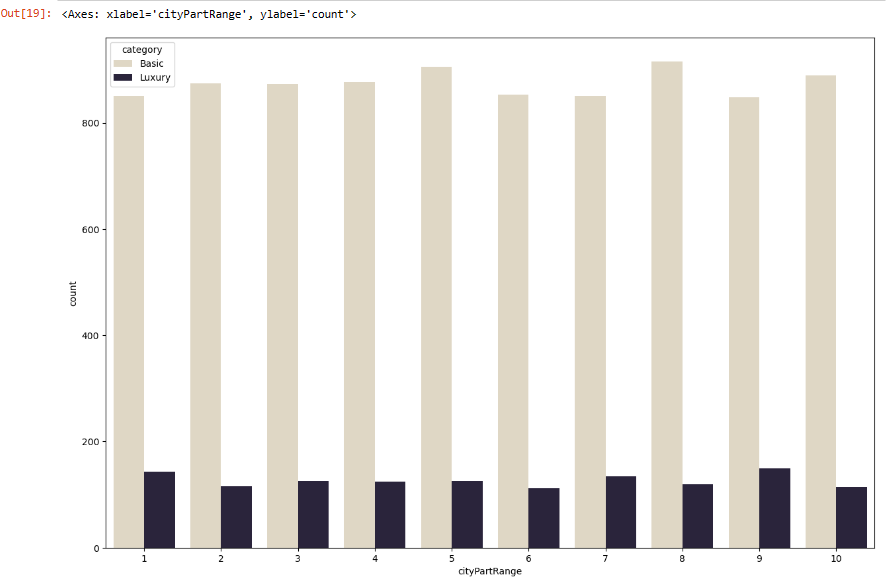 Out[19]: <Axes: xlabel='cityPartRange', ylabel='count'>
category
Basic
Luxury
800
600
400
200
0
count
1 2 3 4 5 6 7 8 9 10
cityPartRange